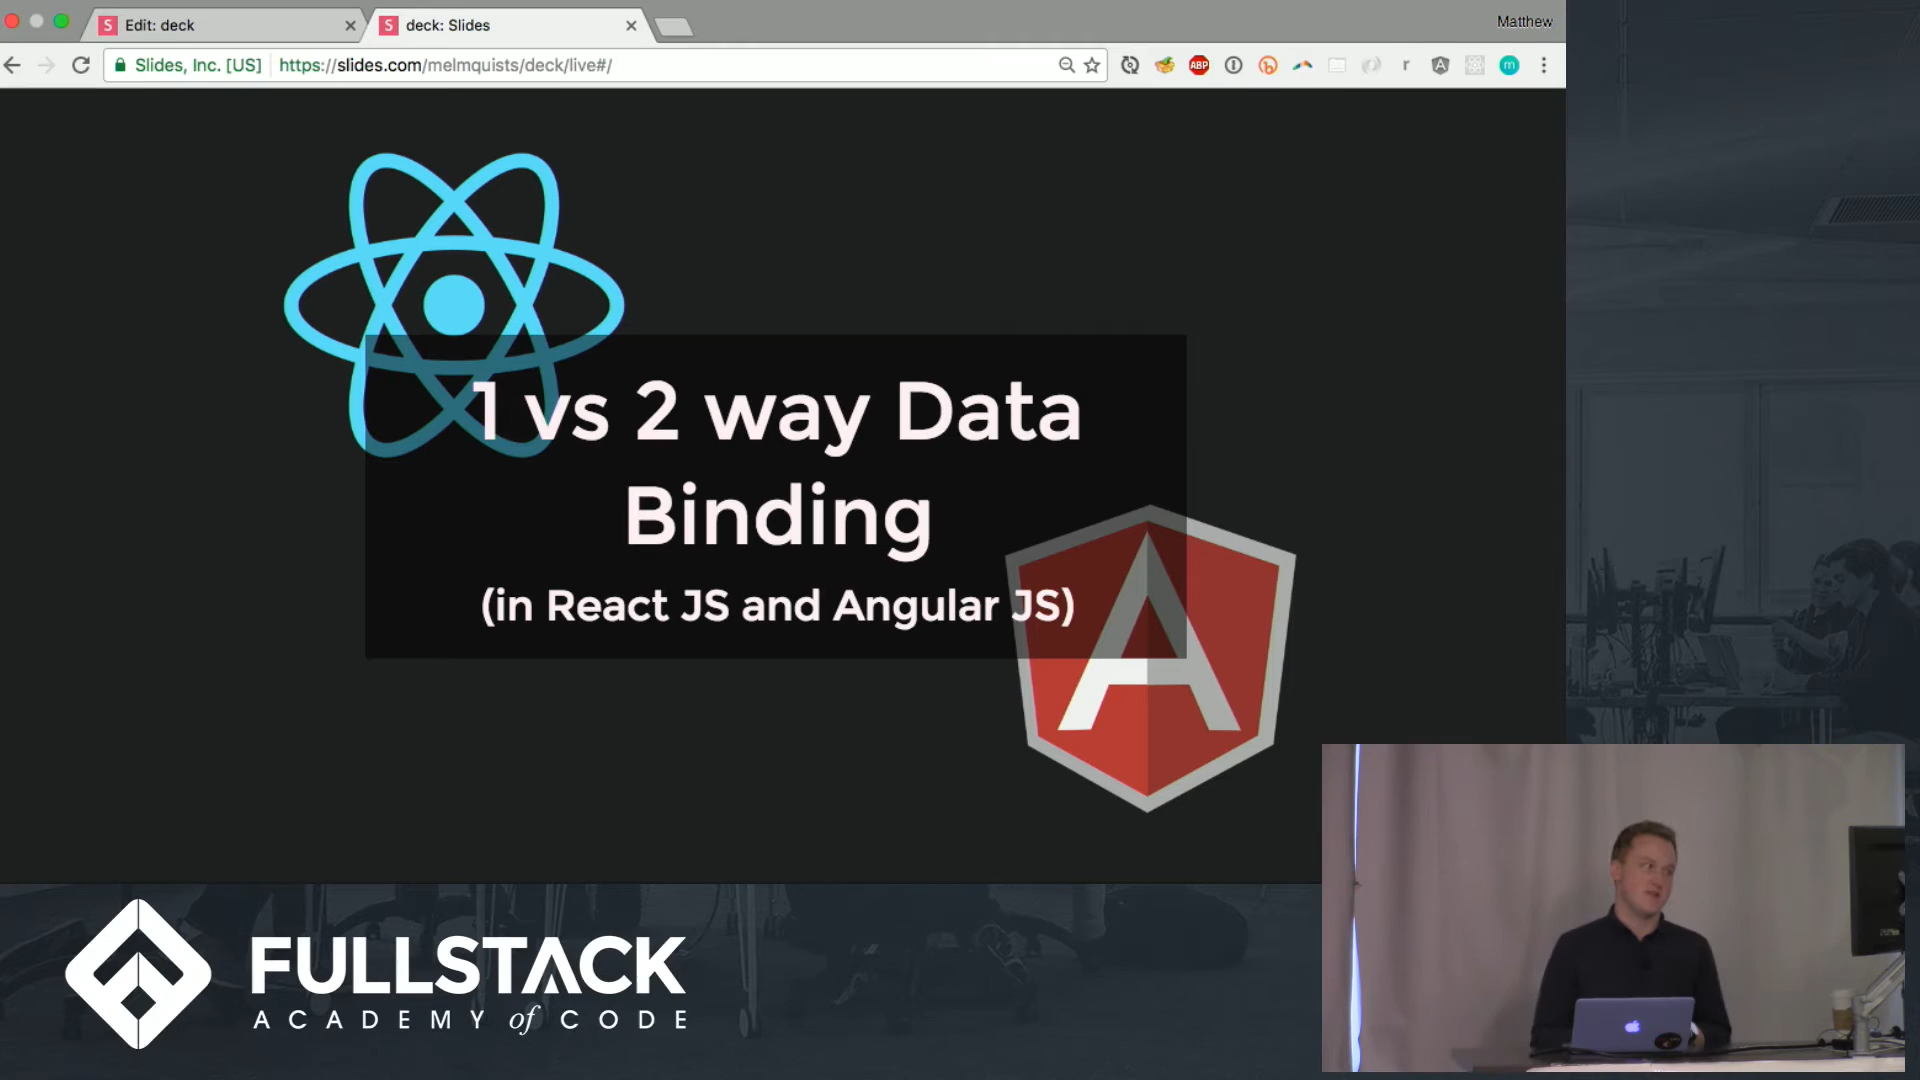 Edit: deck
deck: Slides
Matthew
Slides, Inc. [US]
https://slides.com/melmquists/deck/live#/
ABP
1 vs 2 way Data
Binding
(in React JS and Angular JS)
FULLSTACK
ACADEMY of CODE